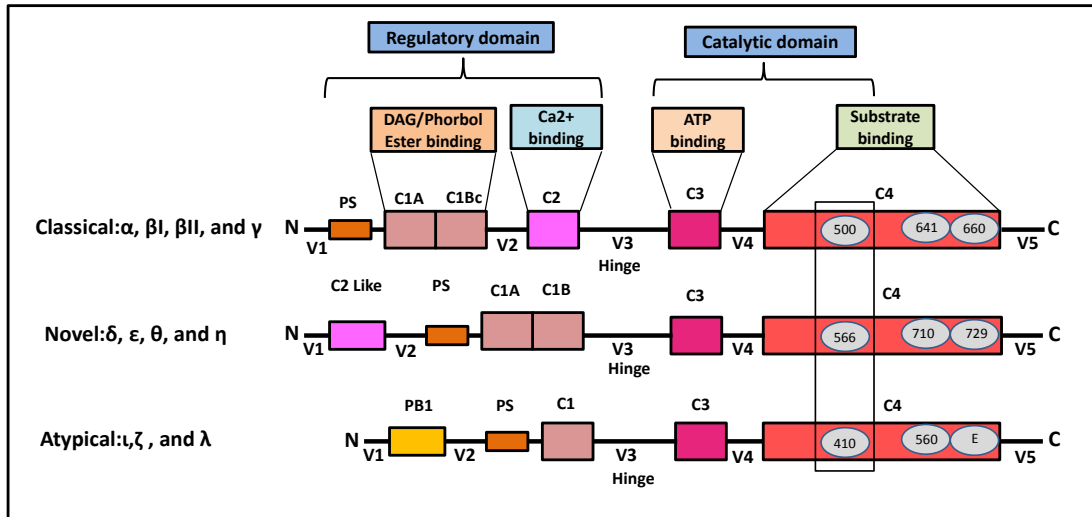 Regulatory domain
Catalytic domain
DAG/Phorbol
Ester binding
Ca2+
binding
ATP
binding
Substrate
binding
PS
C1A
C1Bc
C2
C3
C4
Classical:α, βI, βII, and γ
N
500
641
660
C
V1
V2
V3
V4
V5
Hinge
C2 Like
PS
C1A
C1B
C3
C4
Novel:δ, ε, θ, and η
N
566
710
729
C
V1
V2
V3
V4
V5
Hinge
PB1
PS
C1
C3
C4
Atypical:ι,ζ , and λ
N
410
560
E
C
V1
V2
V3
V4
V5
Hinge